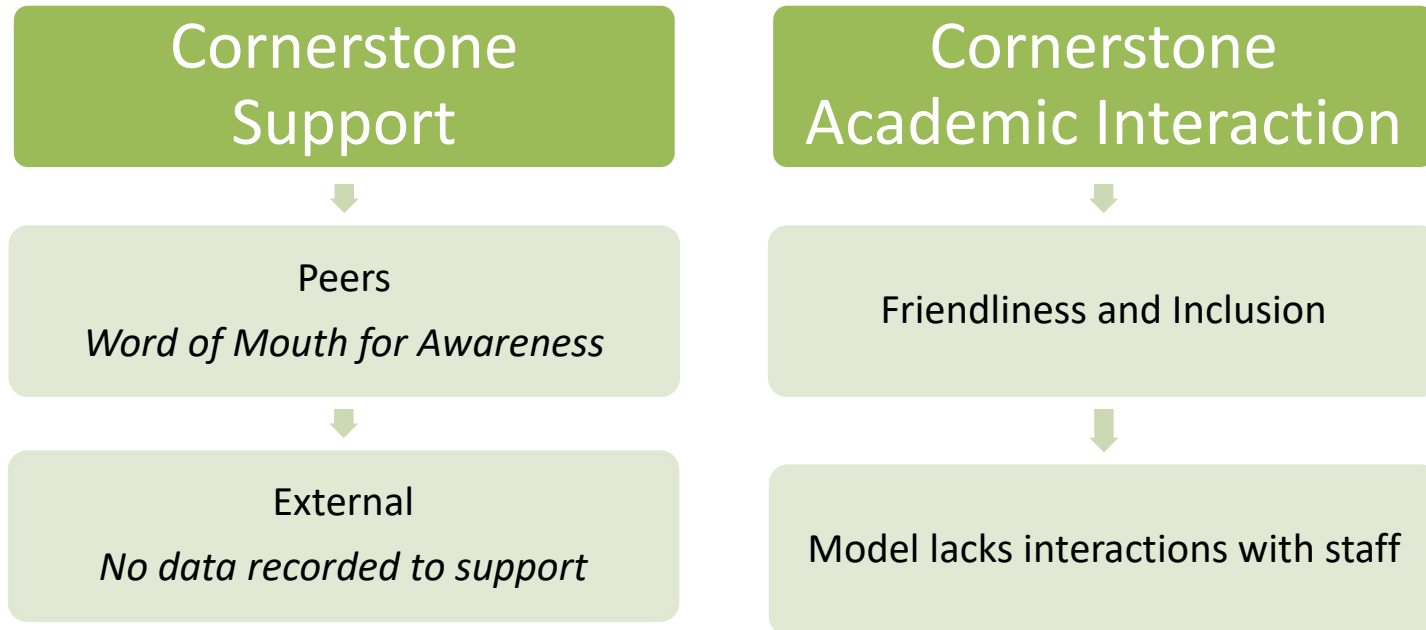 Cornerstone
Support
Peers
Word of Mouth for Awareness
External
No data recorded to support
Cornerstone
Academic Interaction
Friendliness and Inclusion
Model lacks interactions with staff